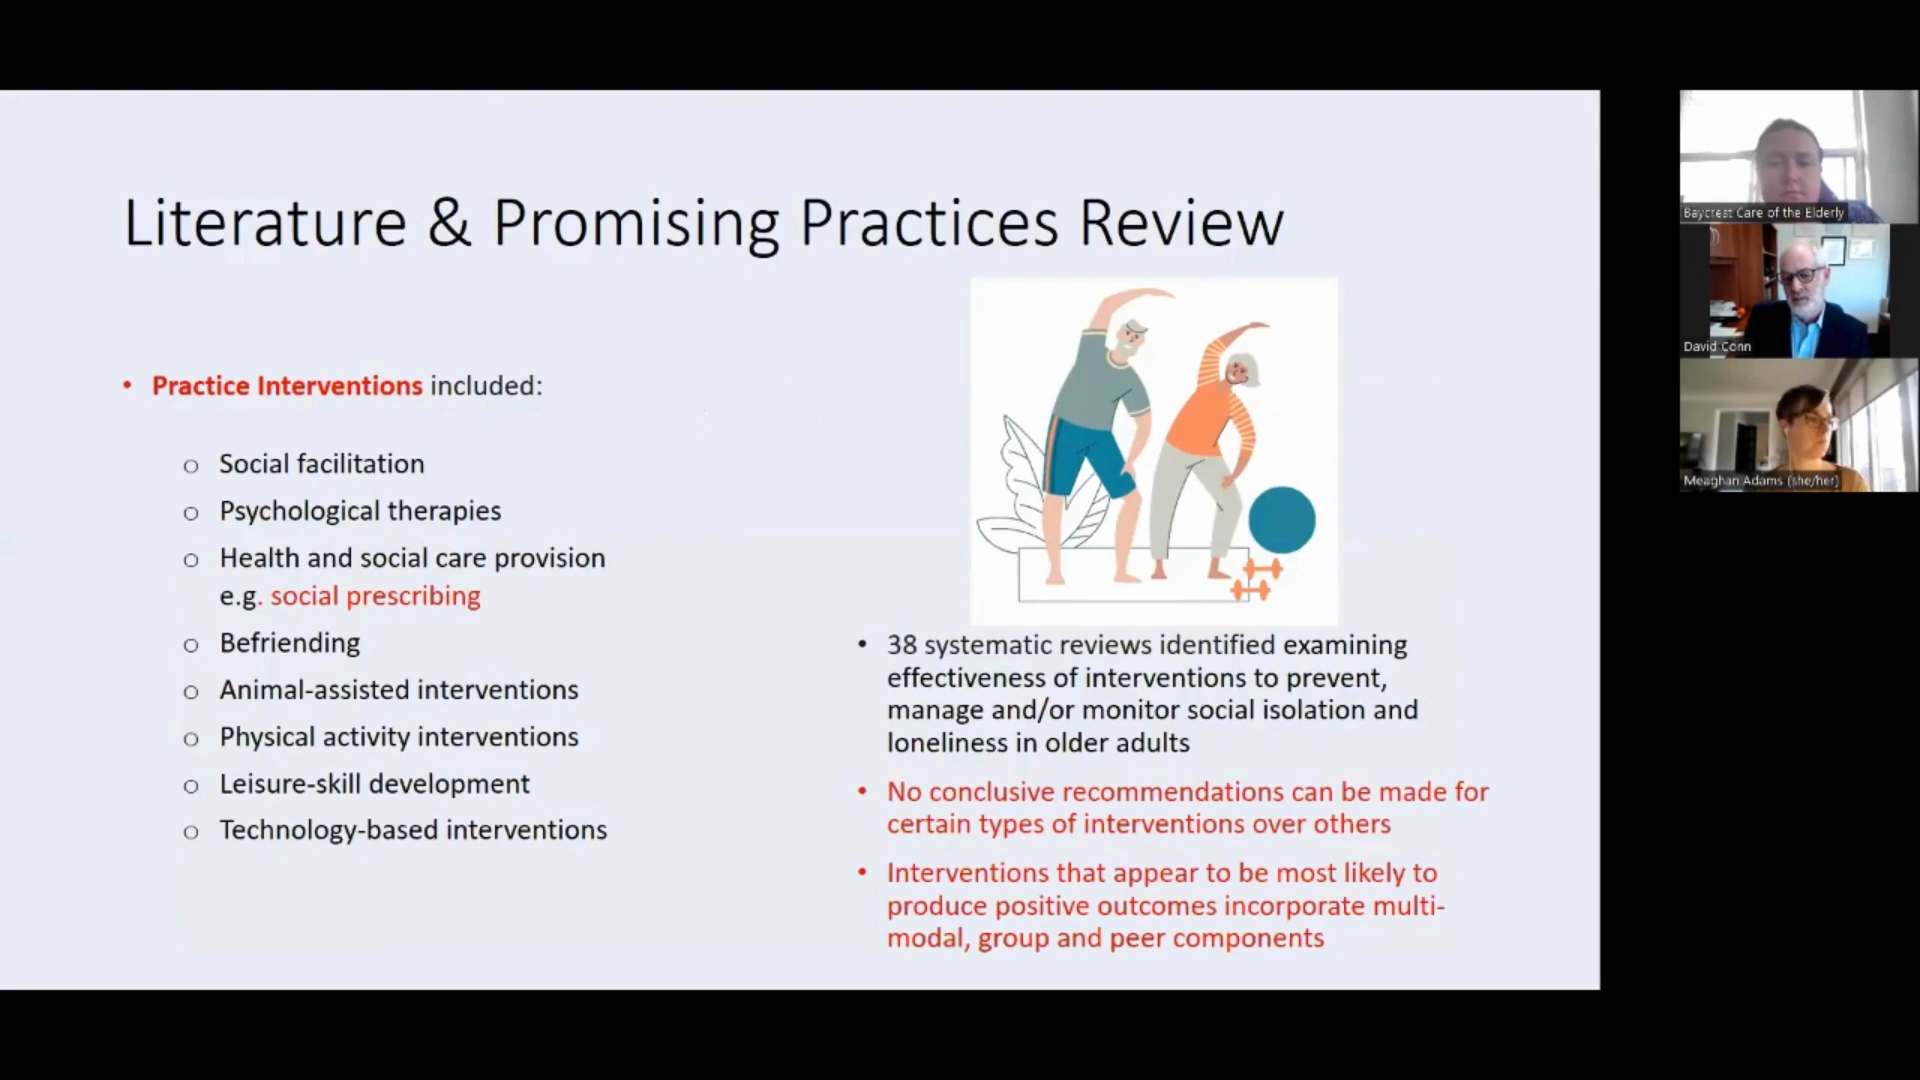 Literature & Promising Practices Review
• Practice Interventions included:
o Social facilitation
o Psychological therapies
o Health and social care provision
e.g. social prescribing
o Befriending
o Animal-assisted interventions
o Physical activity interventions
o Leisure-skill development
o Technology-based interventions
• 38 systematic reviews identified examining
effectiveness of interventions to prevent,
manage and/or monitor social isolation and
loneliness in older adults
• No conclusive recommendations can be made for
certain types of interventions over others
• Interventions that appear to be most likely to
produce positive outcomes incorporate multi-
modal, group and peer components
Baycrest Care of the Elderly
David Conn
Meaghan Adams (she/her)